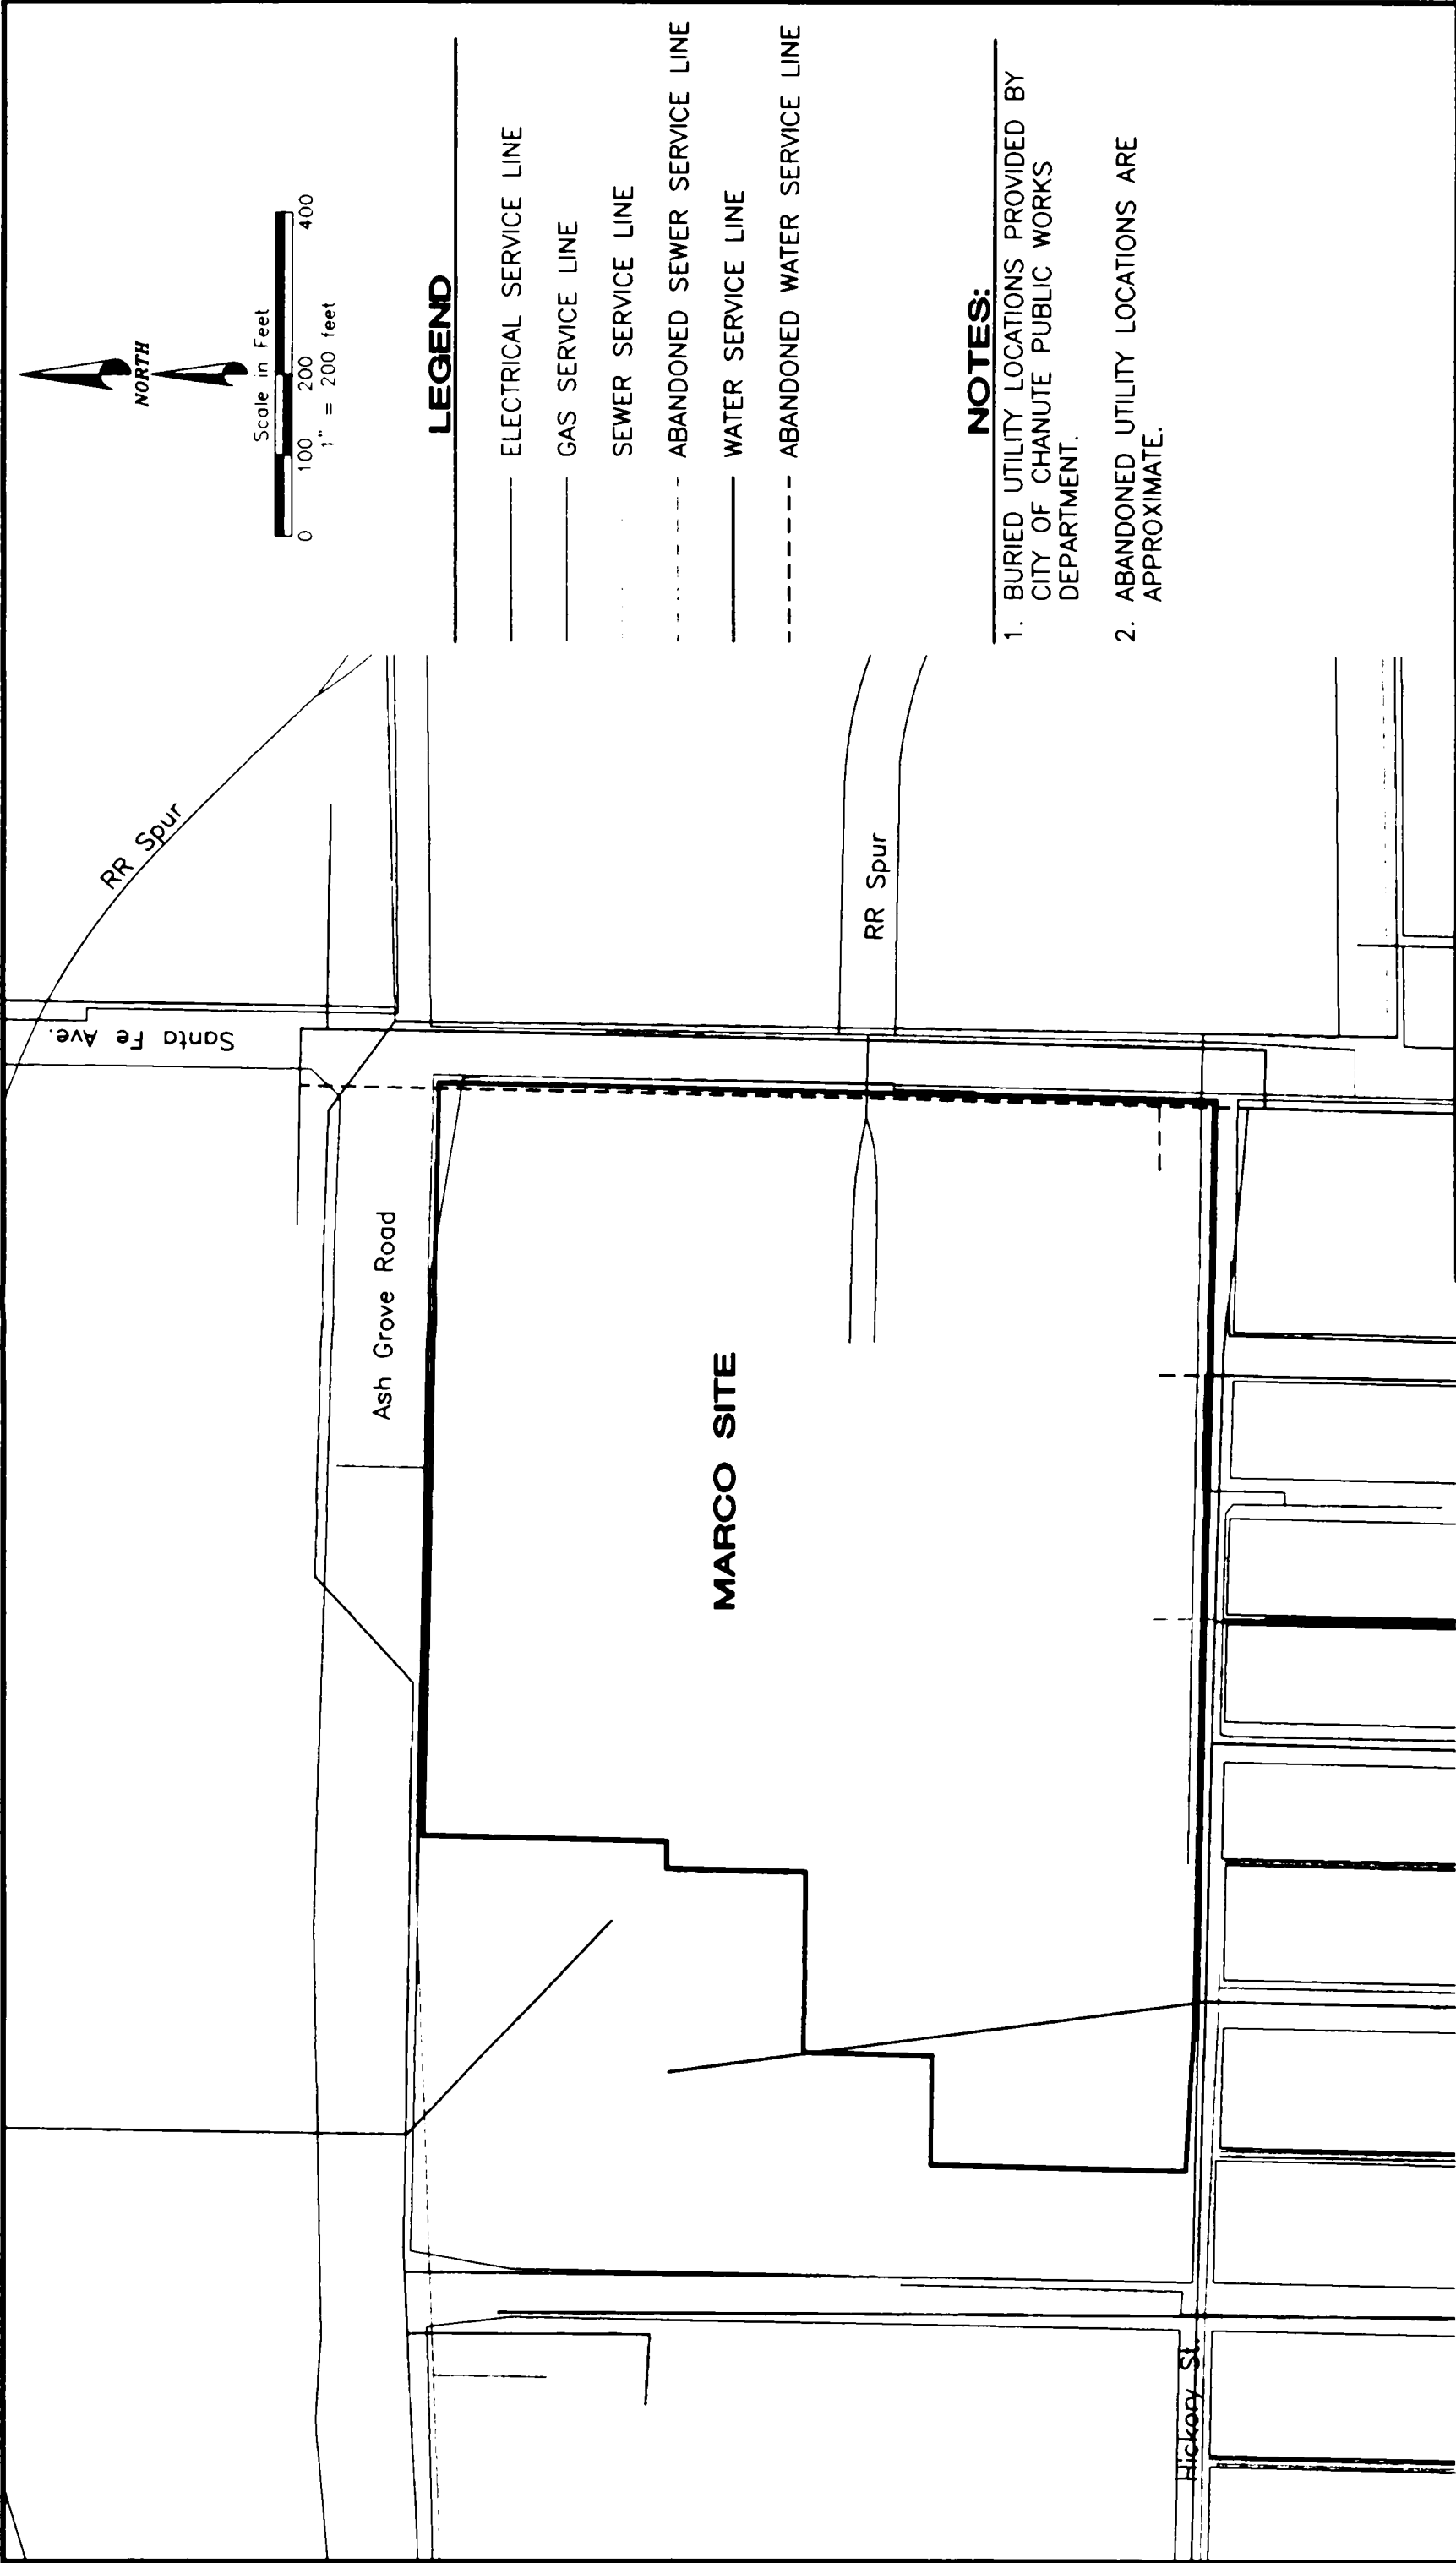 NORTH
Scale in Feet
0 100 200 400
1" = 200 feet
LEGEND
ELECTRICAL SERVICE LINE
GAS SERVICE LINE
SEWER SERVICE LINE
ABANDONED SEWER SERVICE LINE
WATER SERVICE LINE
ABANDONED WATER SERVICE LINE
NOTES:
1. BURIED UTILITY LOCATIONS PROVIDED BY
CITY OF CHANUTE PUBLIC WORKS
DEPARTMENT.
2. ABANDONED UTILITY LOCATIONS ARE
APPROXIMATE.
RR Spur
Santa Fe Ave.
RR Spur
Ash Grove Road
MARCO SITE
Hickory St.